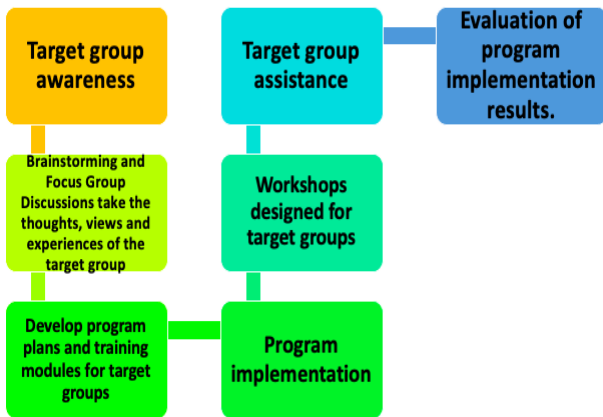 Target group
awareness
Brainstorming and
Focus Group
Discussions take the
thoughts, views and
experiences of the
target group
Develop program
plans and training
modules for target
groups
Program
implementation
Workshops
designed for
target groups
Target group
assistance
Evaluation of
program
implementation
results.